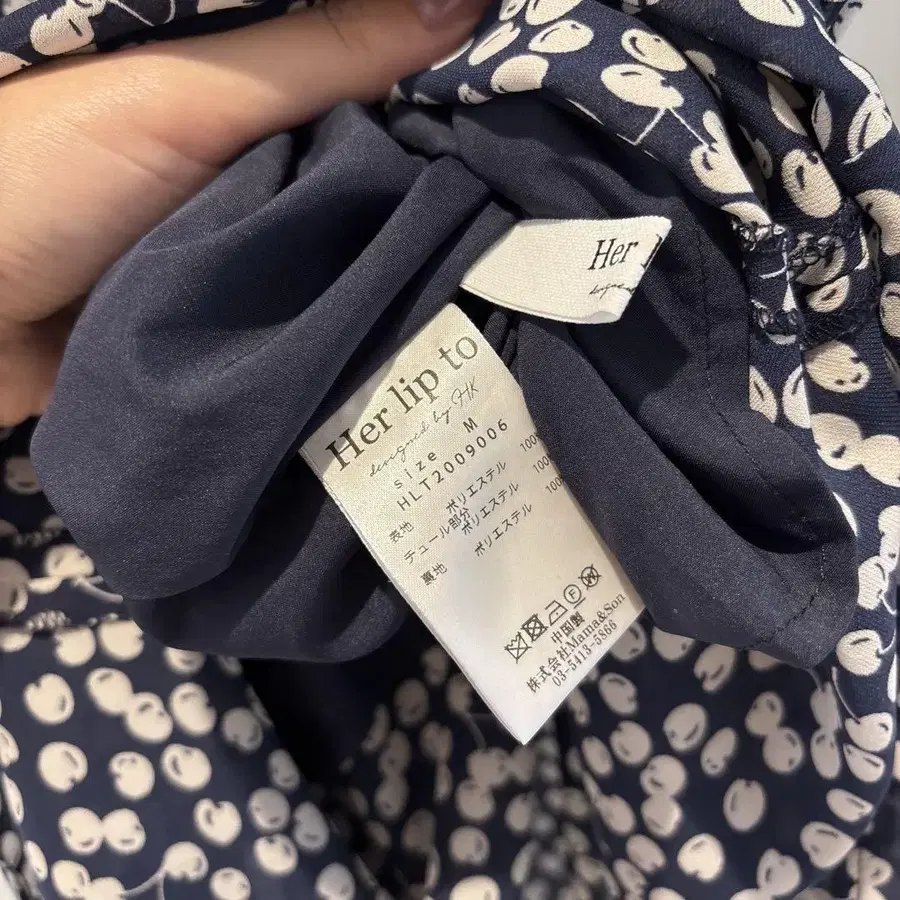 Her
Her lip to
designed by HK
size M
HLT2009006
表地 ポリエステル 100
チュール部分 ポリエステル 100
裏地 ポリエステル 100
中国製
株式会社Mama&Son
03-5413-5866